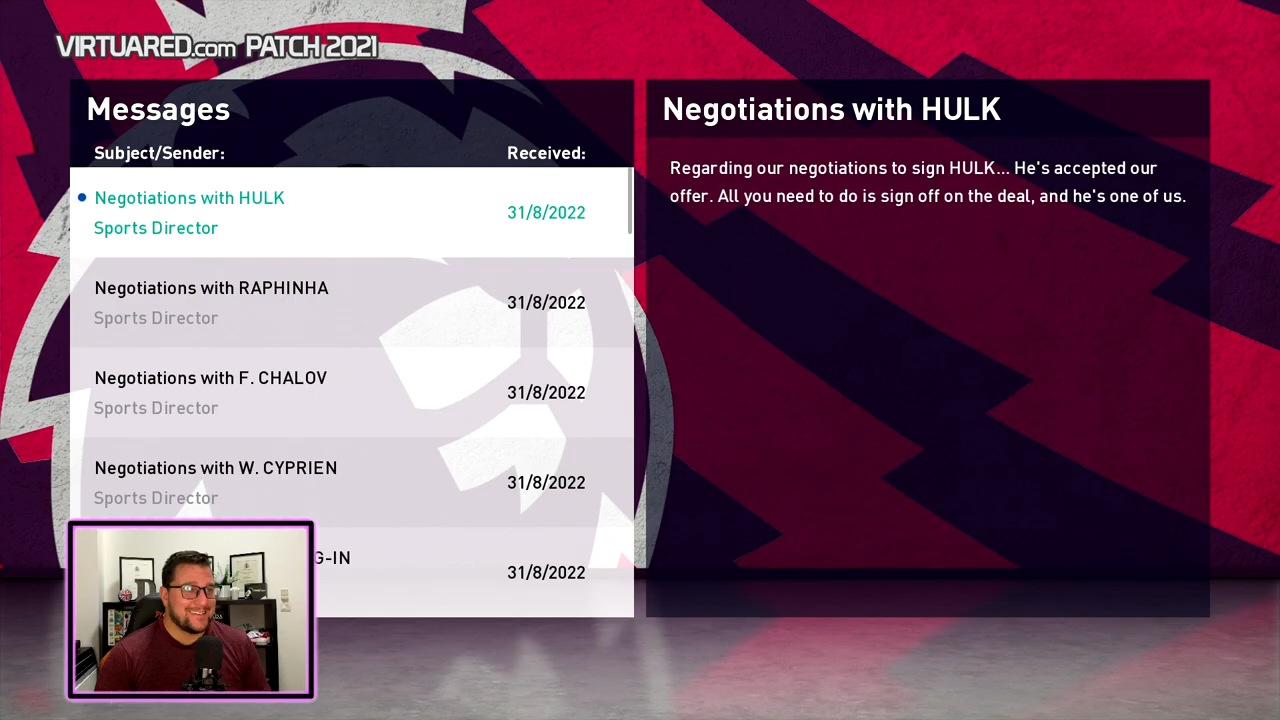 VIRTUARED.com PATCH 2021
Messages
Subject/Sender:
Received:
Negotiations with HULK
Sports Director
31/8/2022
Negotiations with RAPHINHA
Sports Director
31/8/2022
Negotiations with F. CHALOV
Sports Director
31/8/2022
Negotiations with W. CYPRIEN
Sports Director
31/8/2022
G-IN
31/8/2022
Negotiations with HULK
Regarding our negotiations to sign HULK... He's accepted our
offer. All you need to do is sign off on the deal, and he's one of us.